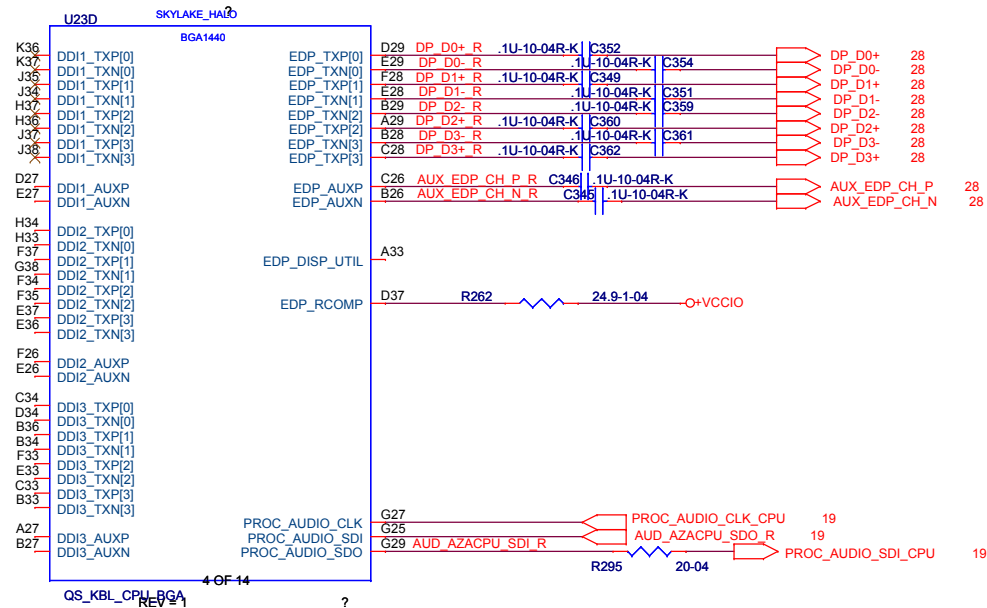 U23D SKYLAKE_HALO ?
BGA1440
K36 DDI1_TXP[0] EDP_TXP[0] D29 DP_D0+_R .1U-10-04R-K C352 DP_D0+ 28
K37 DDI1_TXN[0] EDP_TXN[0] E29 DP_D0-_R .1U-10-04R-K C354 DP_D0- 28
J35 DDI1_TXP[1] EDP_TXP[1] F28 DP_D1+_R .1U-10-04R-K C349 DP_D1+ 28
J34 DDI1_TXN[1] EDP_TXN[1] E28 DP_D1-_R .1U-10-04R-K C351 DP_D1- 28
H37 DDI1_TXP[2] EDP_TXN[2] B29 DP_D2-_R .1U-10-04R-K C359 DP_D2- 28
H36 DDI1_TXN[2] EDP_TXP[2] A29 DP_D2+_R .1U-10-04R-K C360 DP_D2+ 28
J37 DDI1_TXP[3] EDP_TXN[3] B28 DP_D3-_R .1U-10-04R-K C361 DP_D3- 28
J38 DDI1_TXN[3] EDP_TXP[3] C28 DP_D3+_R .1U-10-04R-K C362 DP_D3+ 28
D27 DDI1_AUXP EDP_AUXP C26 AUX_EDP_CH_P_R C346 .1U-10-04R-K AUX_EDP_CH_P 28
E27 DDI1_AUXN EDP_AUXN B26 AUX_EDP_CH_N_R C345 .1U-10-04R-K AUX_EDP_CH_N 28
H34 DDI2_TXP[0]
H33 DDI2_TXN[0]
F37 DDI2_TXP[1] EDP_DISP_UTIL A33
G38 DDI2_TXN[1]
F34 DDI2_TXP[2]
F35 DDI2_TXN[2] EDP_RCOMP D37 R262 24.9-1-04 +VCCIO
E37 DDI2_TXP[3]
E36 DDI2_TXN[3]
F26 DDI2_AUXP
E26 DDI2_AUXN
C34 DDI3_TXP[0]
D34 DDI3_TXN[0]
B36 DDI3_TXP[1]
B34 DDI3_TXN[1]
F33 DDI3_TXP[2]
E33 DDI3_TXN[2]
C33 DDI3_TXP[3]
B33 DDI3_TXN[3]
PROC_AUDIO_CLK G27 PROC_AUDIO_CLK_CPU 19
A27 DDI3_AUXP PROC_AUDIO_SDI G25 AUD_AZACPU_SDO_R 19
B27 DDI3_AUXN PROC_AUDIO_SDO G29 AUD_AZACPU_SDI_R R295 20-04 PROC_AUDIO_SDI_CPU 19
4 OF 14
QS_KBL_CPU_BGA
REV = 1 ?